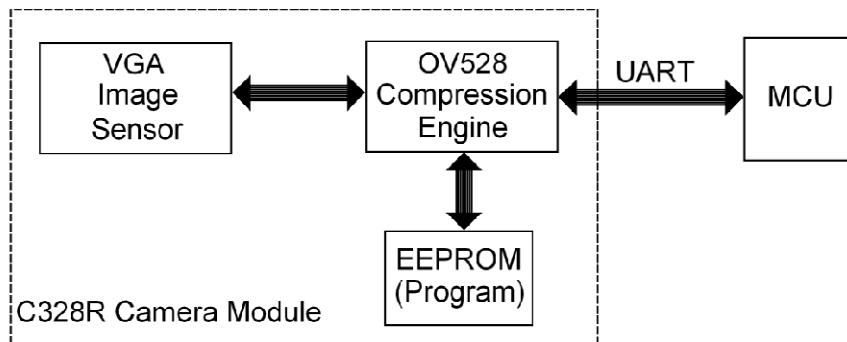 VGA
Image
Sensor
OV528
Compression
Engine
UART
MCU
EEPROM
(Program)
C328R Camera Module